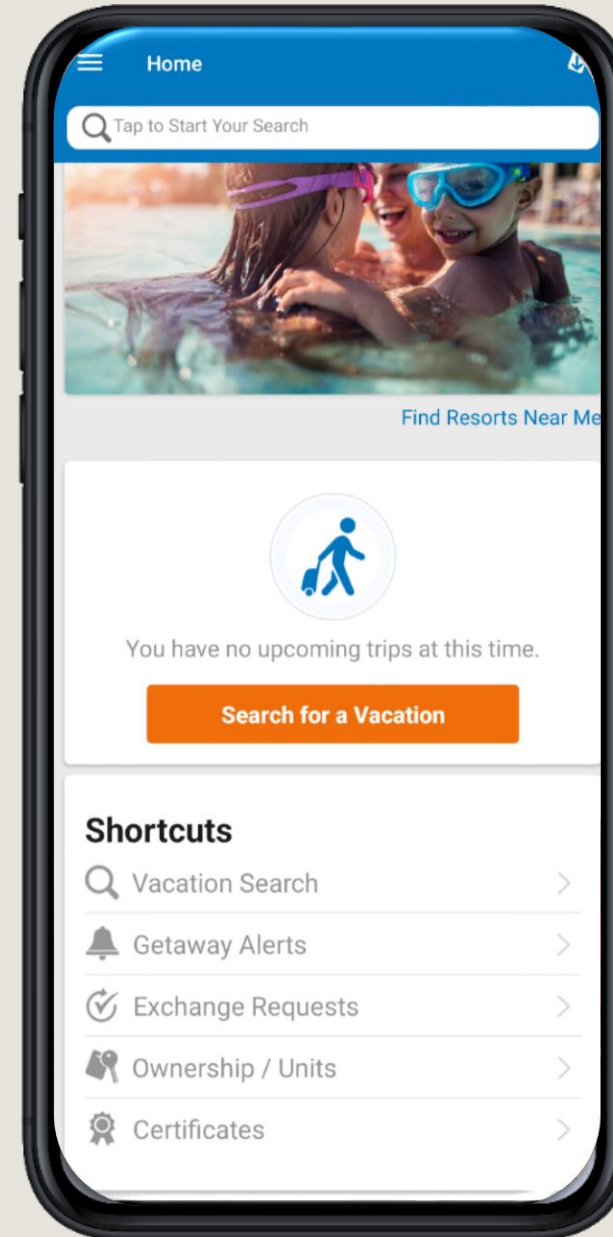 Home
Tap to Start Your Search
Find Resorts Near Me
You have no upcoming trips at this time.
Search for a Vacation
Shortcuts
Vacation Search
Getaway Alerts
Exchange Requests
Ownership / Units
Certificates